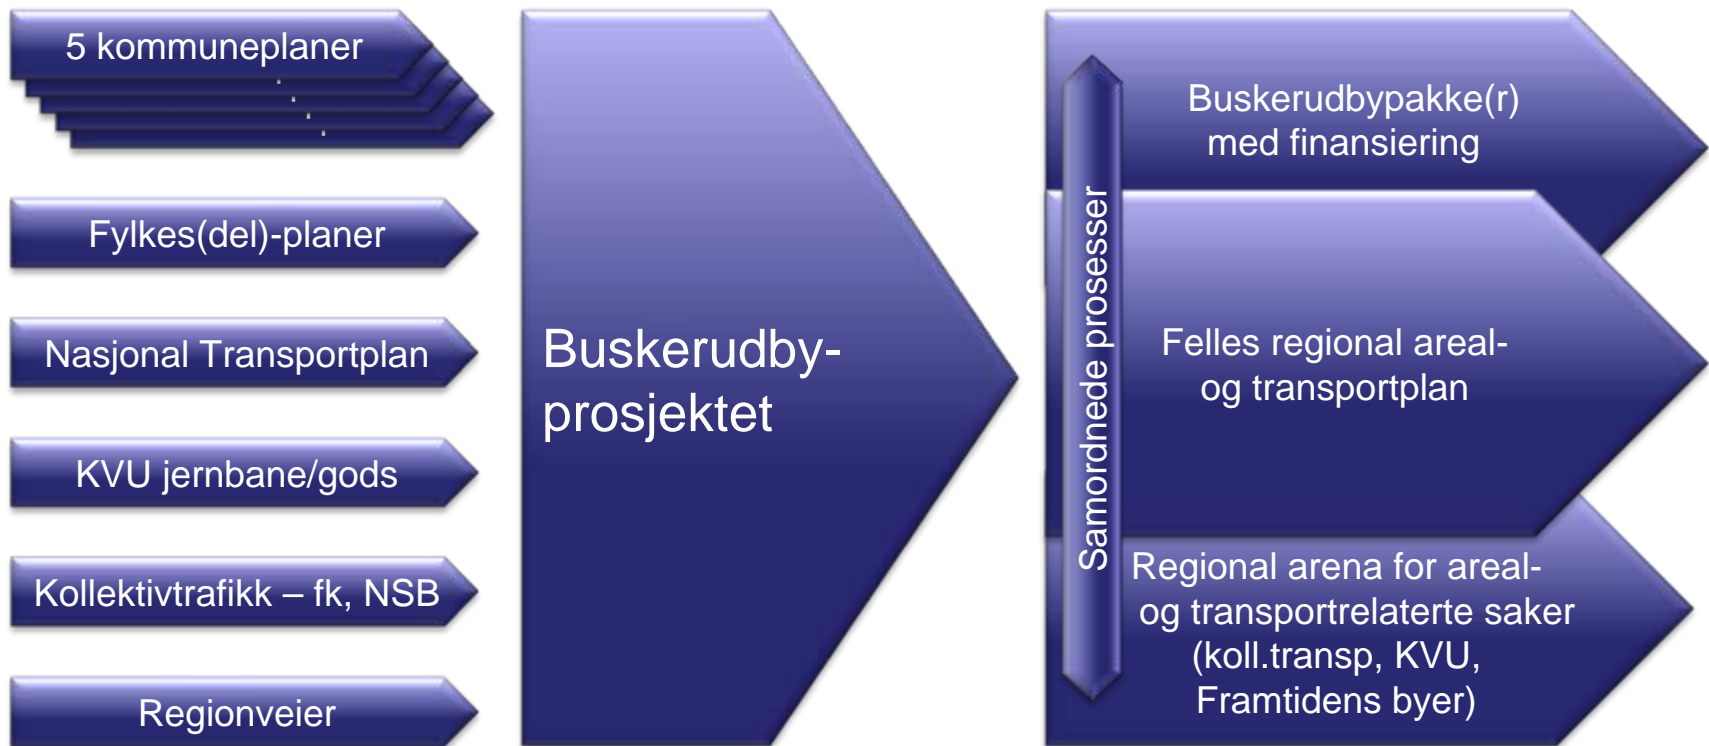 5 kommuneplaner
Fylkes(del)-planer
Nasjonal Transportplan
KVU jernbane/gods
Kollektivtrafikk – fk, NSB
Regionveier
Buskerudby-
prosjektet
Samordnede prosesser
Buskerudbypakke(r)
med finansiering
Felles regional areal-
og transportplan
Regional arena for areal-
og transportrelaterte saker
(koll.transp, KVU,
Framtidens byer)